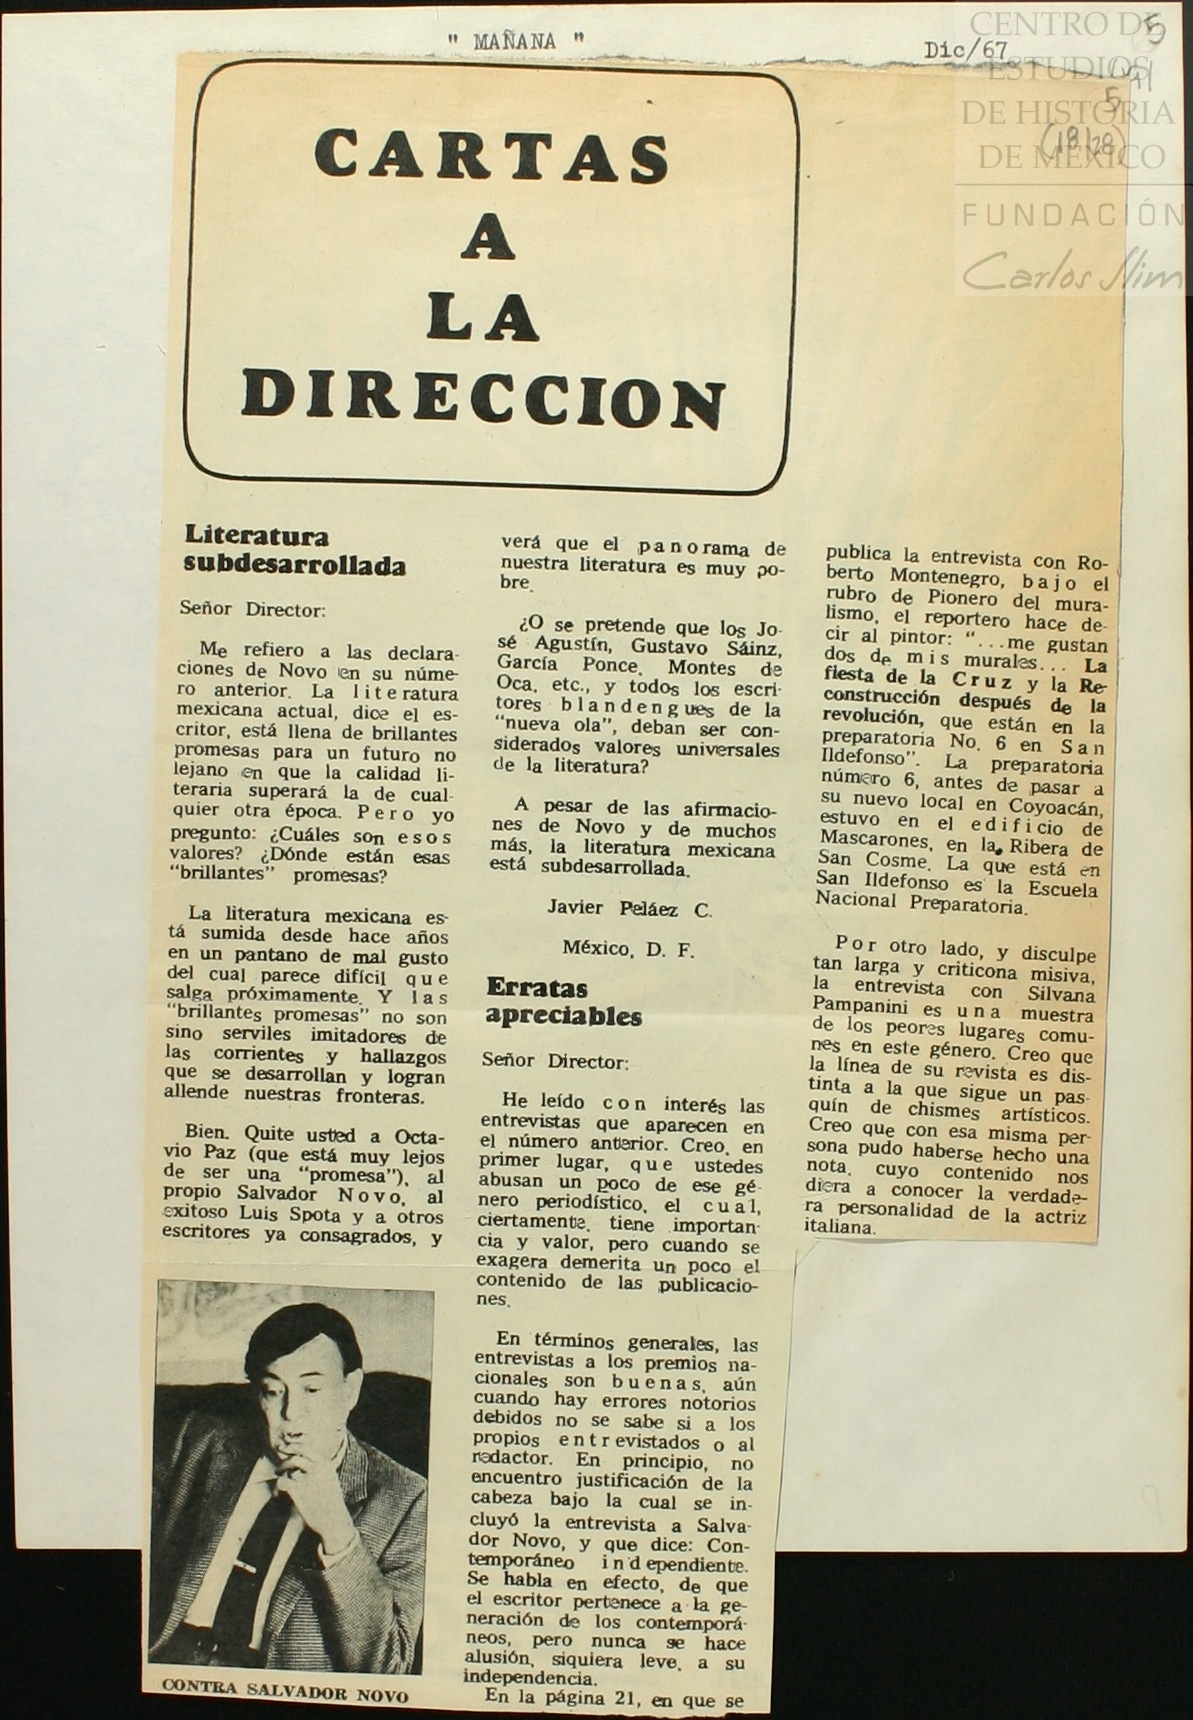 " MAÑANA "
Dic/67
5
5
(18/28)
CENTRO DE
ESTUDIOS
DE HISTORIA
DE MÉXICO
FUNDACIÓN
Carlos Slim
CARTAS
A
LA
DIRECCION
Literatura
subdesarrollada
Señor Director:
Me refiero a las declara-
ciones de Novo en su núme-
ro anterior. La literatura
mexicana actual, dice el es-
critor, está llena de brillantes
promesas para un futuro no
lejano en que la calidad li-
teraria superará la de cual-
quier otra época. Pero yo
pregunto: ¿Cuáles son esos
valores? ¿Dónde están esas
"brillantes" promesas?
La literatura mexicana es-
tá sumida desde hace años
en un pantano de mal gusto
del cual parece difícil que
salga próximamente. Y las
"brillantes promesas" no son
sino serviles imitadores de
las corrientes y hallazgos
que se desarrollan y logran
allende nuestras fronteras.
Bien. Quite usted a Octa-
vio Paz (que está muy lejos
de ser una "promesa"), al
propio Salvador Novo, al
exitoso Luis Spota y a otros
escritores ya consagrados, y
CONTRA SALVADOR NOVO
verá que el panorama de
nuestra literatura es muy po-
bre.
¿O se pretende que los Jo-
sé Agustín, Gustavo Sáinz,
García Ponce, Montes de
Oca, etc., y todos los escri-
tores blandengues de la
"nueva ola", deban ser con-
siderados valores universales
de la literatura?
A pesar de las afirmacio-
nes de Novo y de muchos
más, la literatura mexicana
está subdesarrollada.
Javier Peláez C.
México, D. F.
Erratas
apreciables
Señor Director:
He leído con interés las
entrevistas que aparecen en
el número anterior. Creo, en
primer lugar, que ustedes
abusan un poco de ese gé-
nero periodístico, el cual,
ciertamente, tiene importan-
cia y valor, pero cuando se
exagera demerita un poco el
contenido de las publicacio-
nes.
En términos generales, las
entrevistas a los premios na-
cionales son buenas, aún
cuando hay errores notorios
debidos no se sabe si a los
propios entrevistados o al
redactor. En principio, no
encuentro justificación de la
cabeza bajo la cual se in-
cluyó la entrevista a Salva-
dor Novo, y que dice: Con-
temporáneo independiente.
Se habla en efecto, de que
el escritor pertenece a la ge-
neración de los contemporá-
neos, pero nunca se hace
alusión, siquiera leve, a su
independencia.
En la página 21, en que se
publica la entrevista con Ro-
berto Montenegro, bajo el
rubro de Pionero del mura-
lismo, el reportero hace de-
cir al pintor: "...me gustan
dos de mis murales... La
fiesta de la Cruz y la Re-
construcción después de la
revolución, que están en la
preparatoria No. 6 en San
Ildefonso". La preparatoria
número 6, antes de pasar a
su nuevo local en Coyoacán,
estuvo en el edificio de
Mascarones, en la Ribera de
San Cosme. La que está en
San Ildefonso es la Escuela
Nacional Preparatoria.
Por otro lado, y disculpe
tan larga y criticona misiva,
la entrevista con Silvana
Pampanini es una muestra
de los peores lugares comu-
nes en este género. Creo que
la línea de su revista es dis-
tinta a la que sigue un pas-
quín de chismes artísticos.
Creo que con esa misma per-
sona pudo haberse hecho una
nota, cuyo contenido nos
diera a conocer la verdade-
ra personalidad de la actriz
italiana.